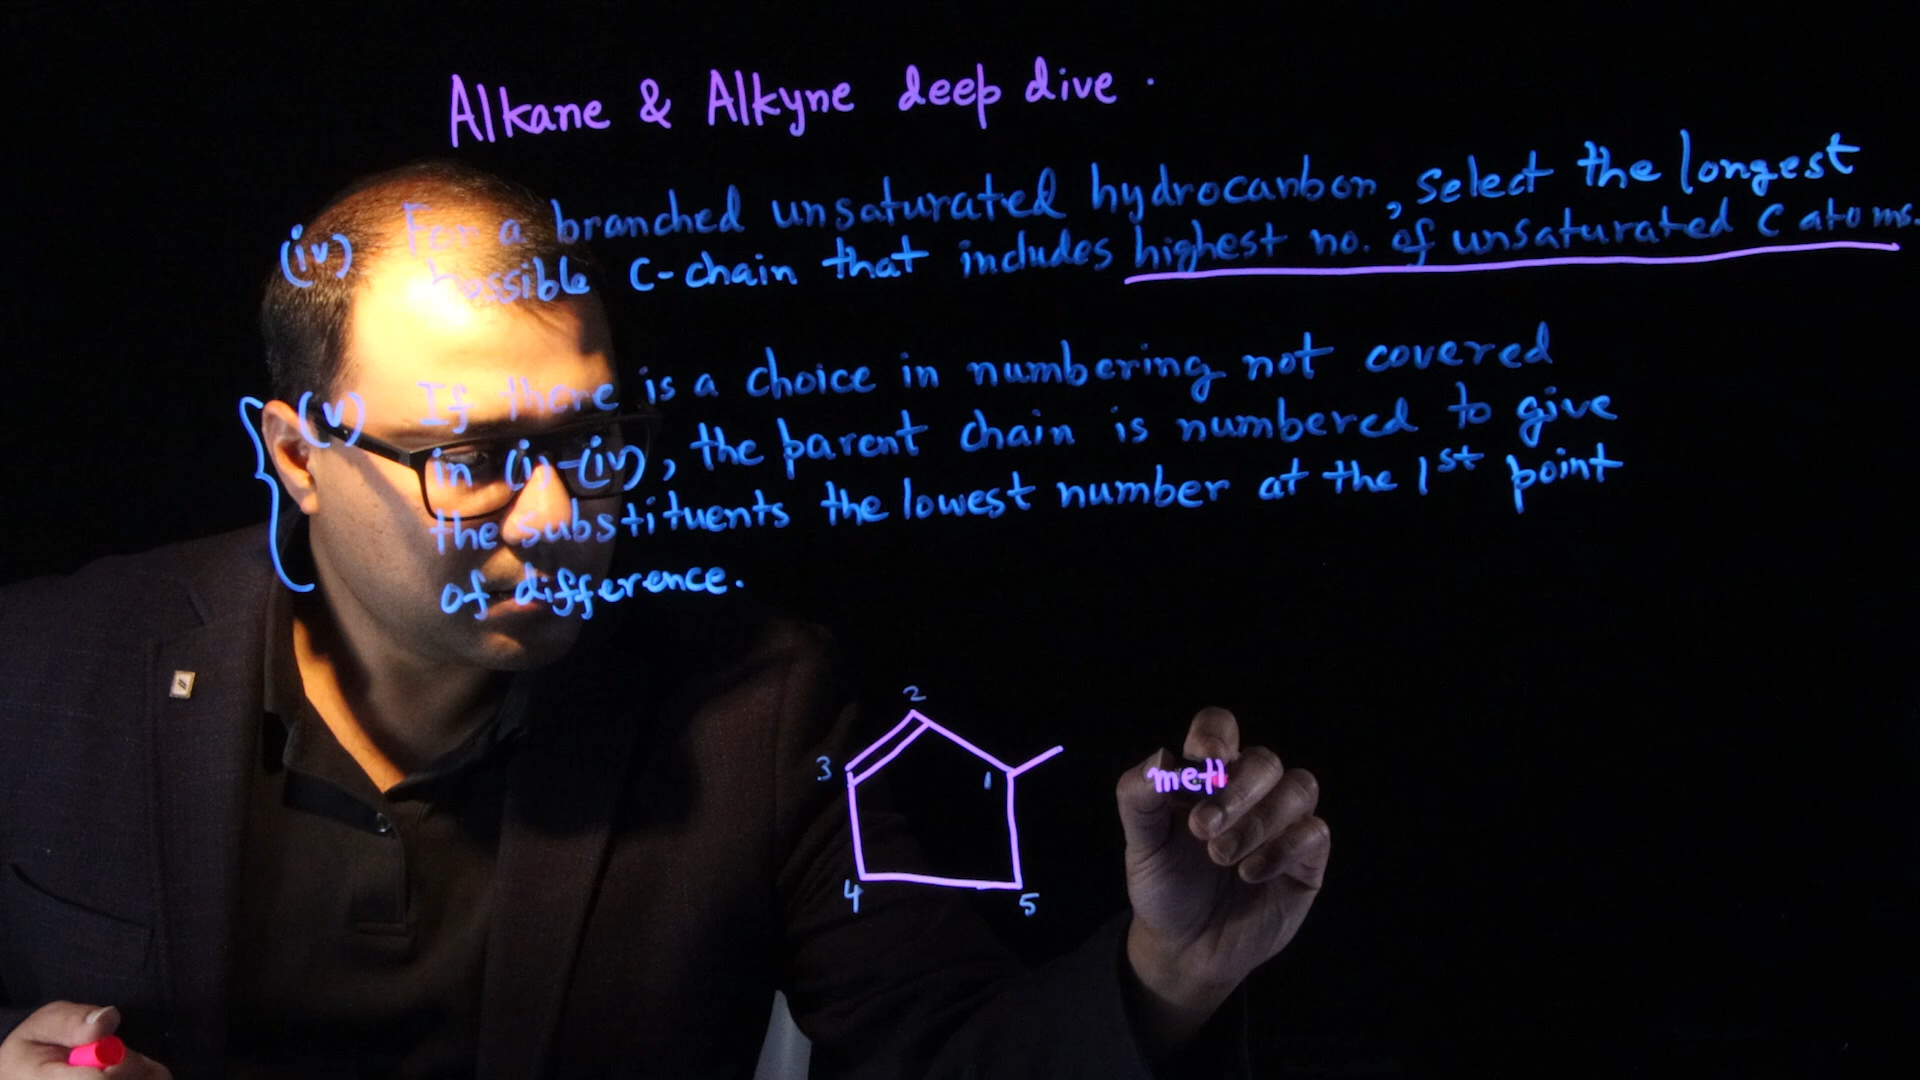 Alkane & Alkyne deep dive.
(iv) For a branched unsaturated hydrocarbon, select the longest
possible C-chain that includes highest no. of unsaturated C atoms.
(v) If there is a choice in numbering not covered
in (i)-(iv), the parent chain is numbered to give
the substituents the lowest number at the 1st point
of difference.
2
3
1
meth
4
5